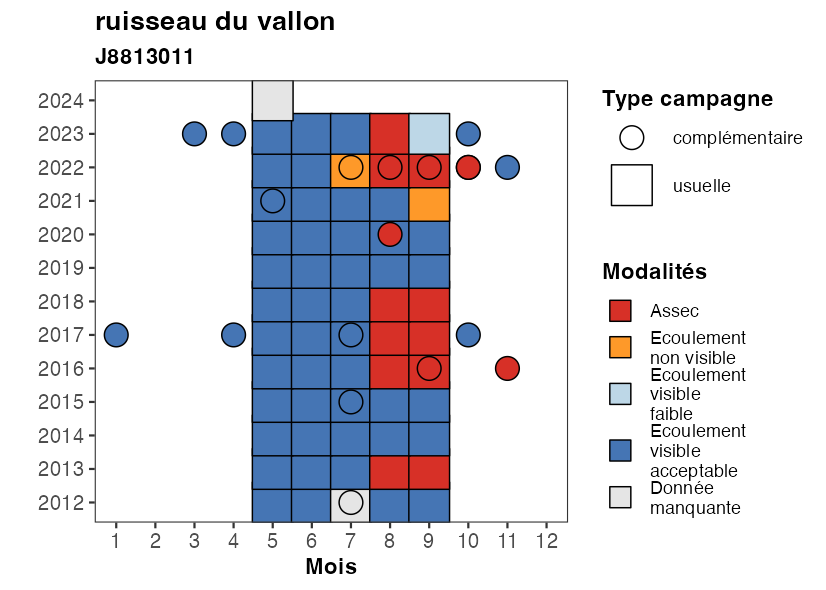 ruisseau du vallon
J8813011
2024
2023
2022
2021
2020
2019
2018
2017
2016
2015
2014
2013
2012
1 2 3 4 5 6 7 8 9 10 11 12
Mois
Type campagne
complémentaire
usuelle
Modalités
Assec
Ecoulement
non visible
Ecoulement
visible
faible
Ecoulement
visible
acceptable
Donnée
manquante